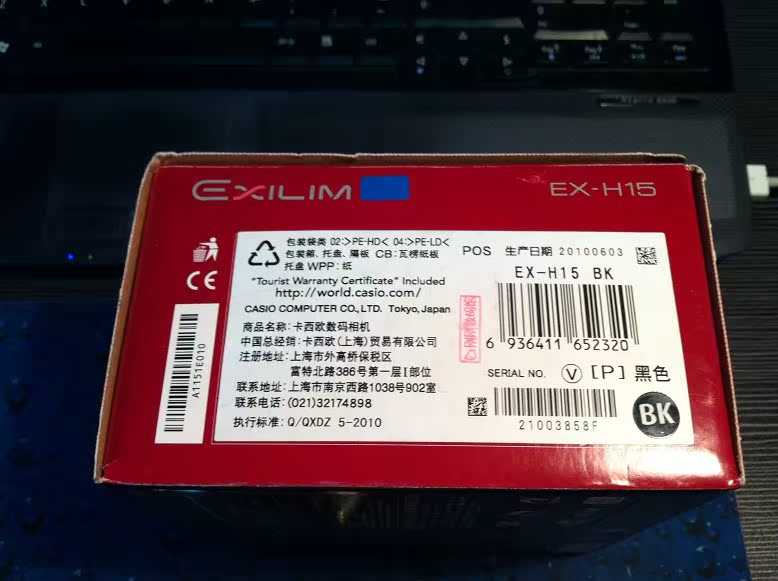 EXILIM
EX-H15
包装袋类 02:>PE-HD< 04:>PE-LD<
包装箱、托盘、隔板 CB:瓦楞纸板
托盘 WPP:纸
"Tourist Warranty Certificate" Included
http://world.casio.com/
CASIO COMPUTER CO.,LTD. Tokyo,Japan
商品名称:卡西欧数码相机
中国总经销:卡西欧(上海)贸易有限公司
注册地址:上海市外高桥保税区
富特北路386号第一层I部位
联系地址:上海市南京西路1038号902室
联系电话:(021)32174898
执行标准: Q/QXDZ 5-2010
POS 生产日期 20100603
EX-H15 BK
6 936411 652320
SERIAL NO. V [P] 黑色
21003858F
BK
CE
A1151E010